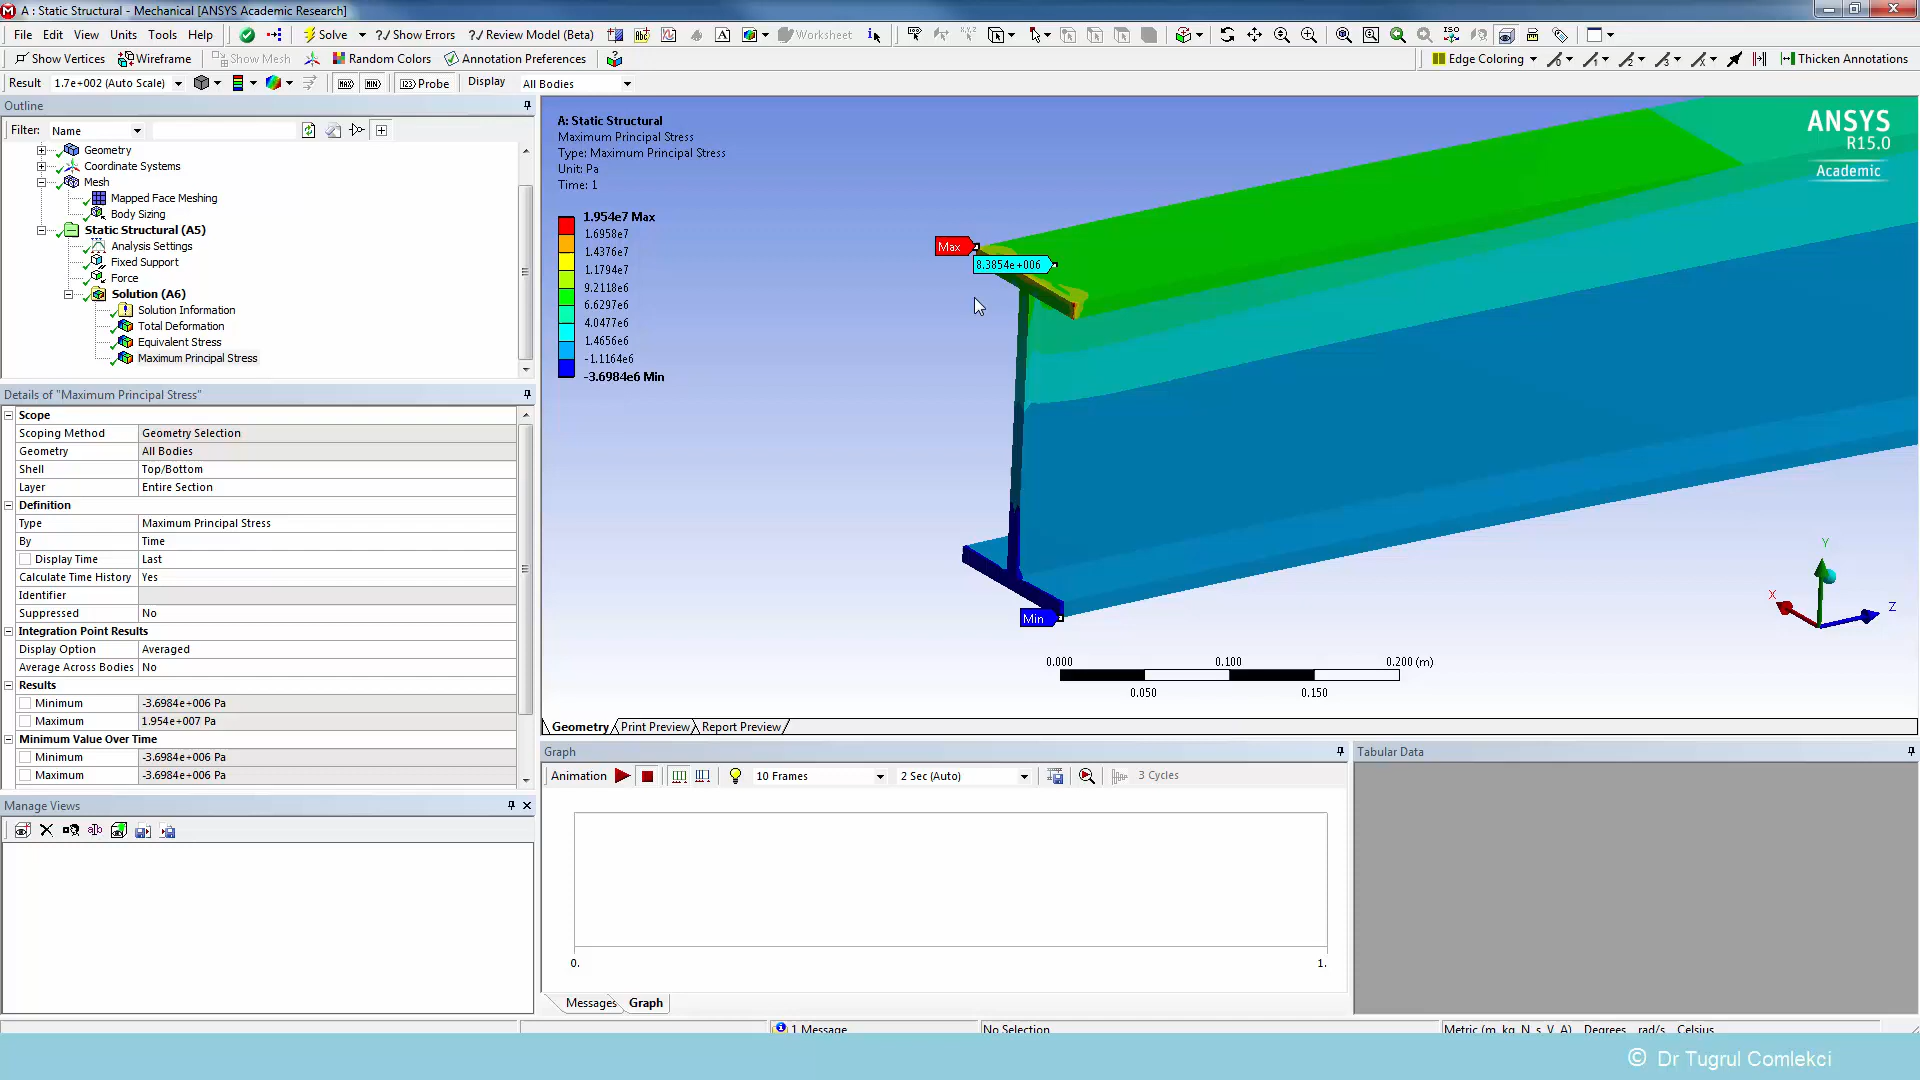 A : Static Structural - Mechanical [ANSYS Academic Research]
File Edit View Units Tools Help Solve ?/ Show Errors ?/ Review Model (Beta) Worksheet
Show Vertices Wireframe Show Mesh Random Colors Annotation Preferences Edge Coloring Thicken Annotations
Result 1.7e+002 (Auto Scale) MAX MIN Probe Display All Bodies
Outline
Filter: Name
Geometry
Coordinate Systems
Mesh
Mapped Face Meshing
Body Sizing
Static Structural (A5)
Analysis Settings
Fixed Support
Force
Solution (A6)
Solution Information
Total Deformation
Equivalent Stress
Maximum Principal Stress
Details of "Maximum Principal Stress"
Scope
Scoping Method Geometry Selection
Geometry All Bodies
Shell Top/Bottom
Layer Entire Section
Definition
Type Maximum Principal Stress
By Time
Display Time Last
Calculate Time History Yes
Identifier
Suppressed No
Integration Point Results
Display Option Averaged
Average Across Bodies No
Results
Minimum -3.6984e+006 Pa
Maximum 1.954e+007 Pa
Minimum Value Over Time
Minimum -3.6984e+006 Pa
Maximum -3.6984e+006 Pa
Manage Views
A: Static Structural
Maximum Principal Stress
Type: Maximum Principal Stress
Unit: Pa
Time: 1
1.954e7 Max
1.6958e7
1.4376e7
1.1794e7
9.2118e6
6.6297e6
4.0477e6
1.4656e6
-1.1164e6
-3.6984e6 Min
Max
8.3854e+006
Min
ANSYS
R15.0
Academic
Y
X
Z
0.000 0.100 0.200 (m)
0.050 0.150
Geometry Print Preview Report Preview
Graph
Animation 10 Frames 2 Sec (Auto) 3 Cycles
0. 1.
Messages Graph
Tabular Data
1 Message No Selection Metric (m, kg, N, s, V, A) Degrees rad/s Celsius
© Dr Tugrul Comlekci